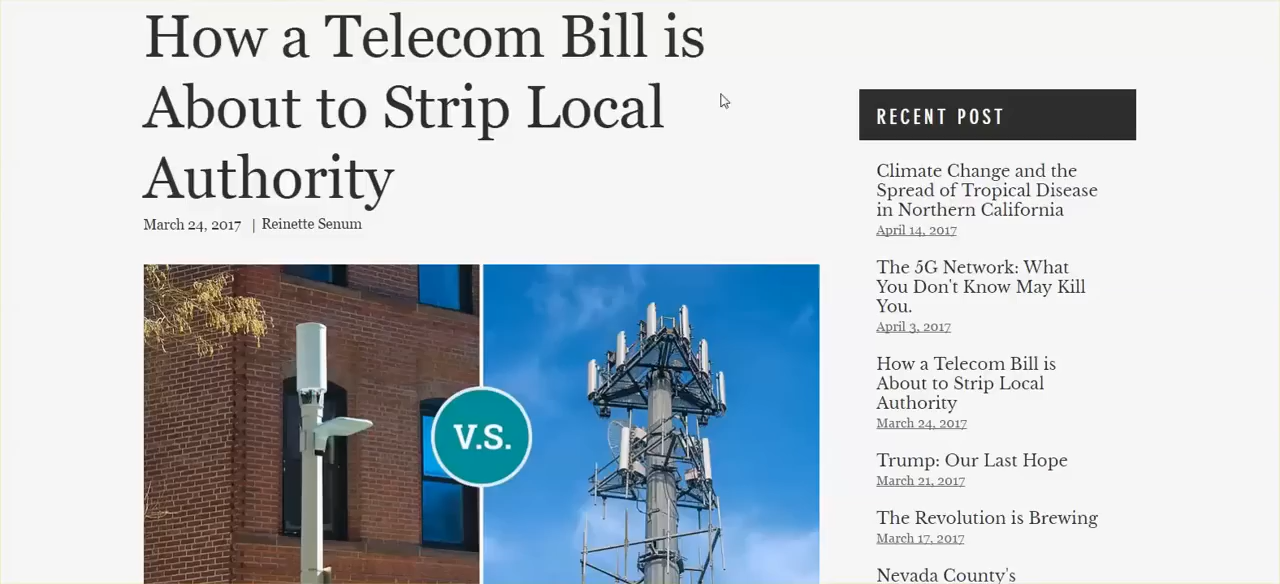 How a Telecom Bill is
About to Strip Local
Authority
March 24, 2017 | Reinette Senum
V.S.
RECENT POST
Climate Change and the
Spread of Tropical Disease
in Northern California
April 14, 2017
The 5G Network: What
You Don't Know May Kill
You.
April 3, 2017
How a Telecom Bill is
About to Strip Local
Authority
March 24, 2017
Trump: Our Last Hope
March 21, 2017
The Revolution is Brewing
March 17, 2017
Nevada County's